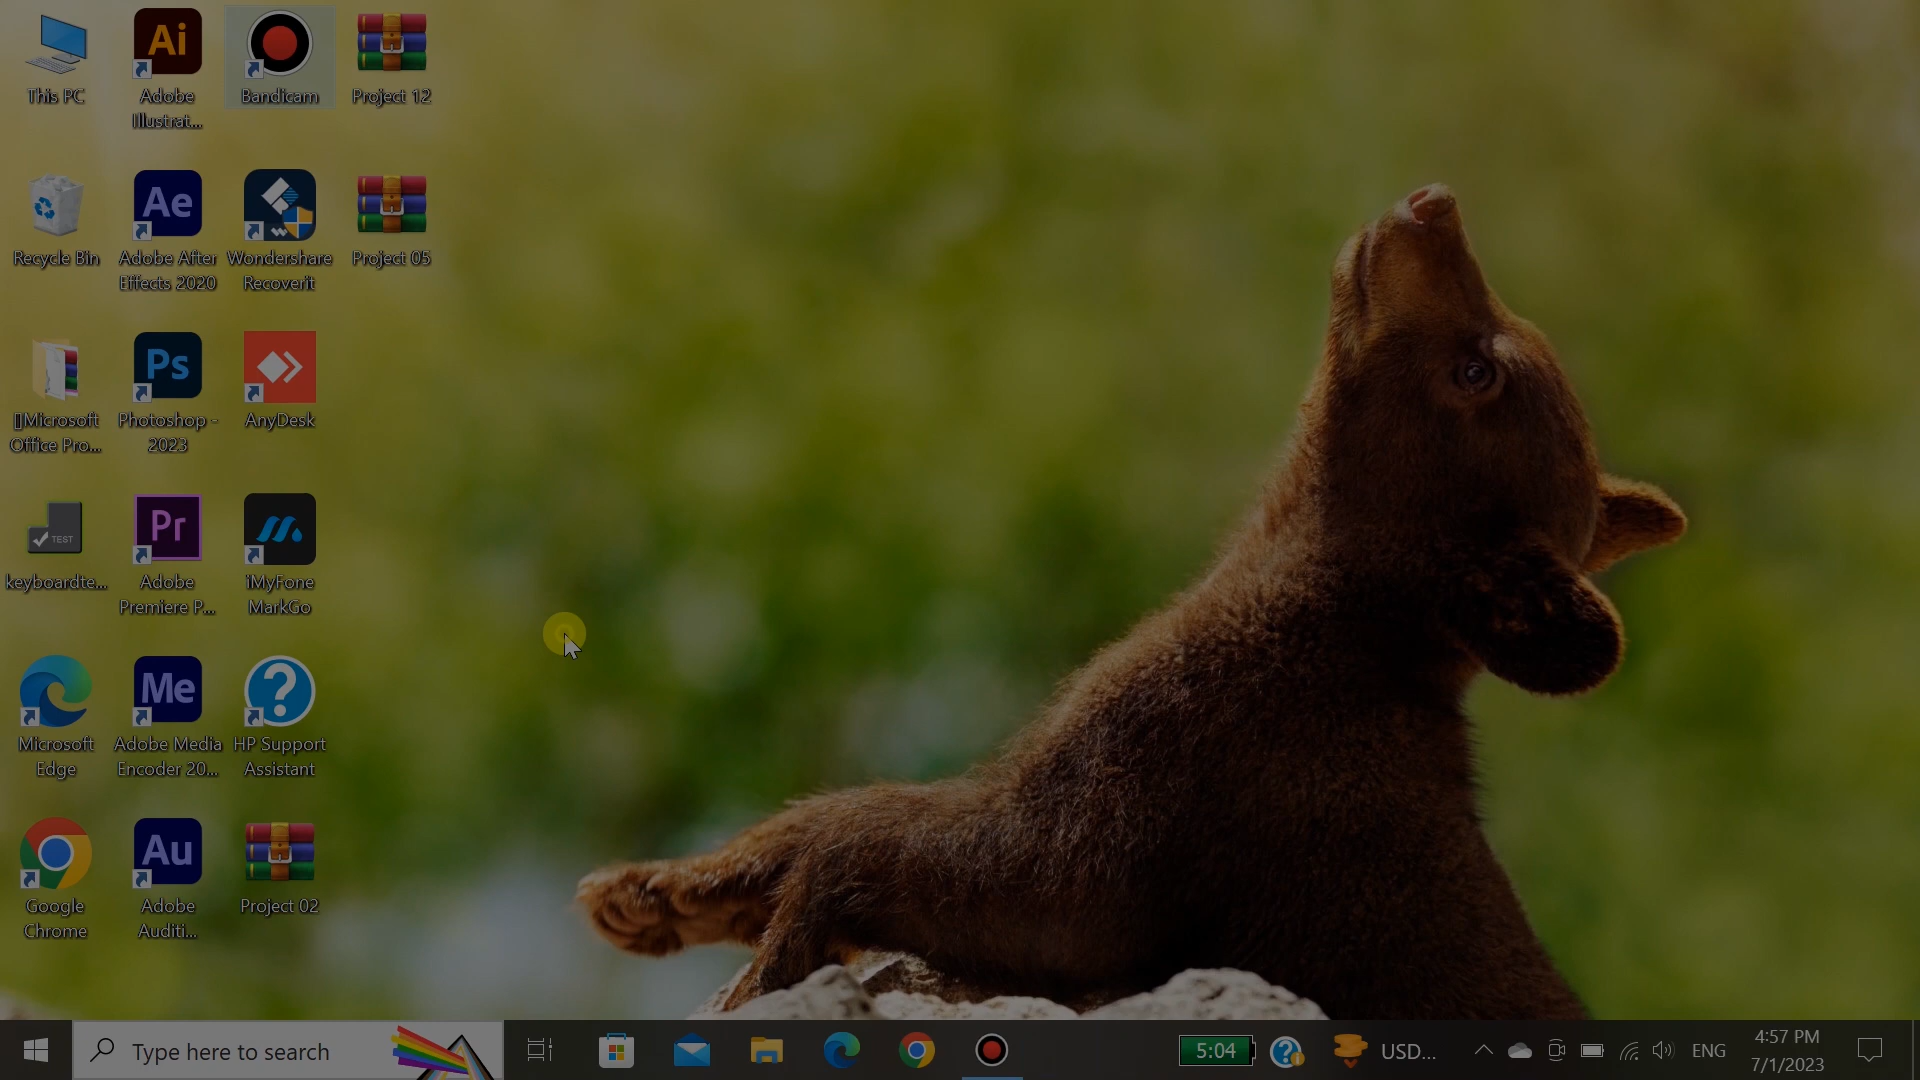 This PC
Ai
Adobe
Illustrat...
Bandicam
Project 12
Recycle Bin
Ae
Adobe After
Effects 2020
Wondershare
Recoverit
Project 05
▯Microsoft
Office Pro...
Ps
Photoshop -
2023
AnyDesk
TEST
keyboardte...
Pr
Adobe
Premiere P...
iMyFone
MarkGo
Microsoft
Edge
Me
Adobe Media
Encoder 20...
HP Support
Assistant
Google
Chrome
Au
Adobe
Auditi...
Project 02
Type here to search
5:04
USD...
ENG
4:57 PM
7/1/2023